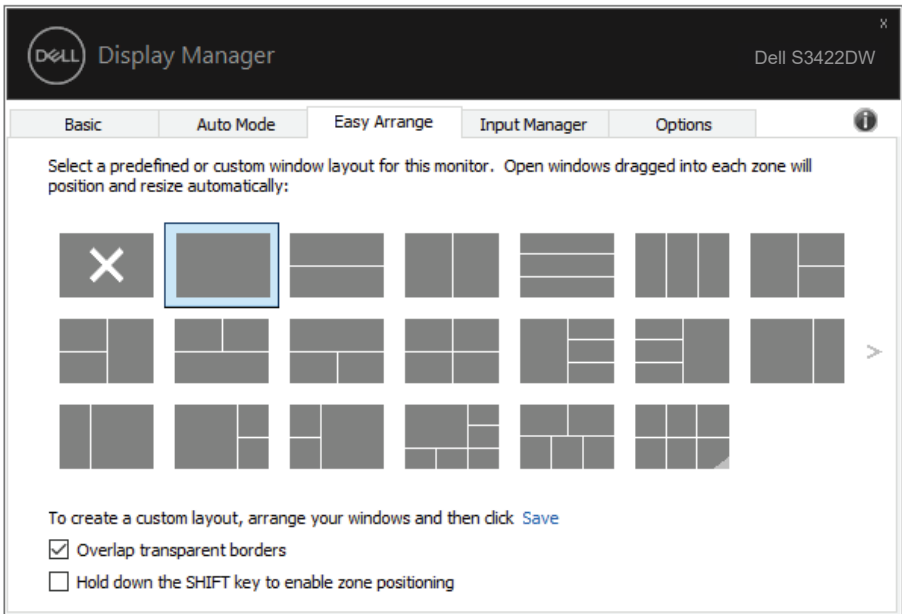 DELL Display Manager
x
Dell S3422DW
Basic Auto Mode Easy Arrange Input Manager Options
Select a predefined or custom window layout for this monitor. Open windows dragged into each zone will
position and resize automatically:
>
To create a custom layout, arrange your windows and then click Save
Overlap transparent borders
Hold down the SHIFT key to enable zone positioning